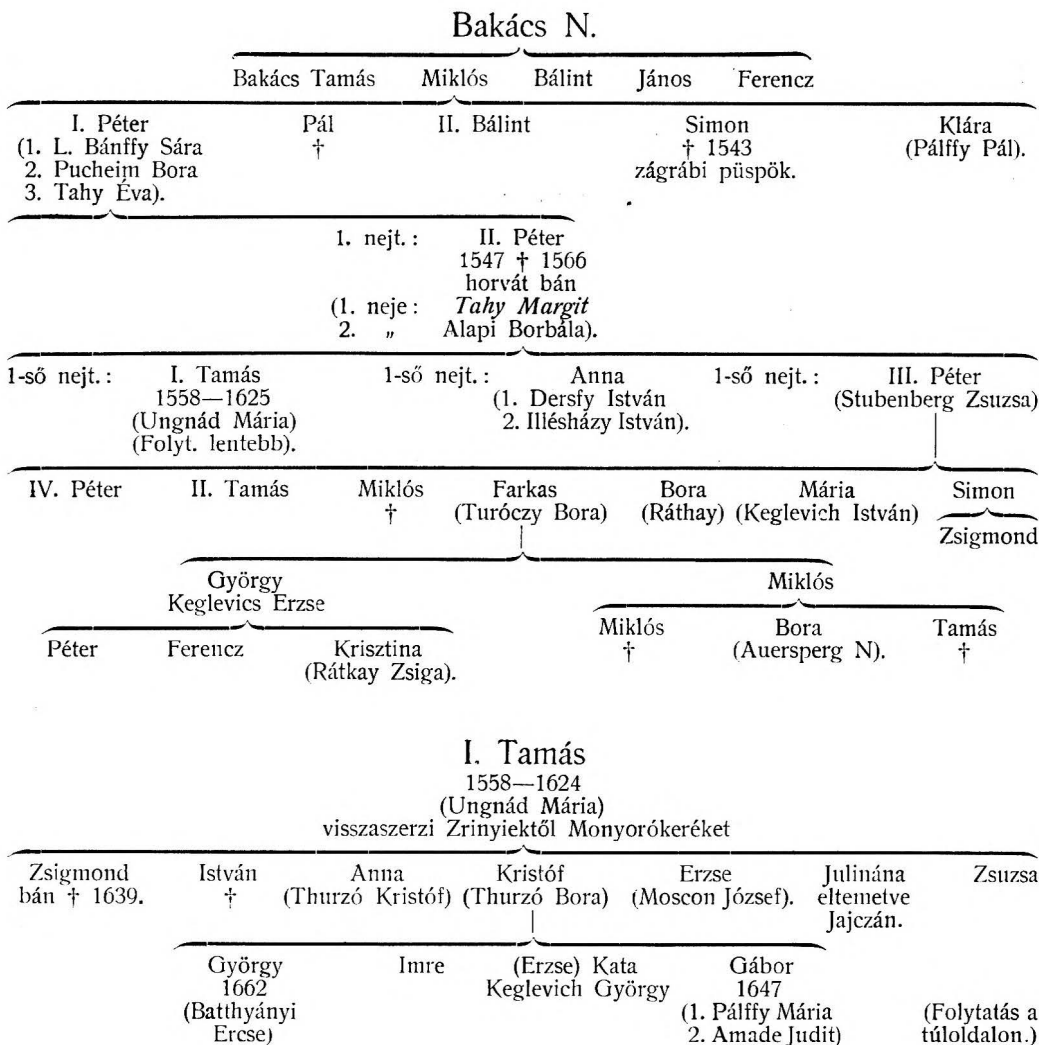 Bakács N.
Bakács Tamás Miklós Bálint János Ferencz
I. Péter Pál II. Bálint Simon Klára
(1. L. Bánffy Sára † † 1543 (Pálffy Pál).
2. Pucheim Bora zágrábi püspök.
3. Tahy Éva).
1. nejt.: II. Péter
1547 † 1566
horvát bán
(1. neje: Tahy Margit
2. „ Alapi Borbála).
1-ső nejt.: I. Tamás 1-ső nejt.: Anna 1-ső nejt.: III. Péter
1558—1625 (1. Dersfy István (Stubenberg Zsuzsa)
(Ungnád Mária) 2. Illésházy István).
(Folyt. lentebb).
IV. Péter II. Tamás Miklós Farkas Bora Mária Simon
† (Turóczy Bora) (Ráthay) (Keglevich István)
Zsigmond
György Miklós
Keglevics Erzse
Péter Ferencz Krisztina Miklós Bora Tamás
(Rátkay Zsiga). † (Auersperg N). †
I. Tamás
1558—1624
(Ungnád Mária)
visszaszerzi Zrinyiektől Monyorókeréket
Zsigmond István Anna Kristóf Erzse Julinána Zsuzsa
bán † 1639. † (Thurzó Kristóf) (Thurzó Bora) (Moscon József). eltemetve
Jajczán.
György Imre (Erzse) Kata Gábor
1662 Keglevich György 1647
(Batthyányi (1. Pálffy Mária (Folytatás a
Ercse) 2. Amade Judit) túloldalon.)